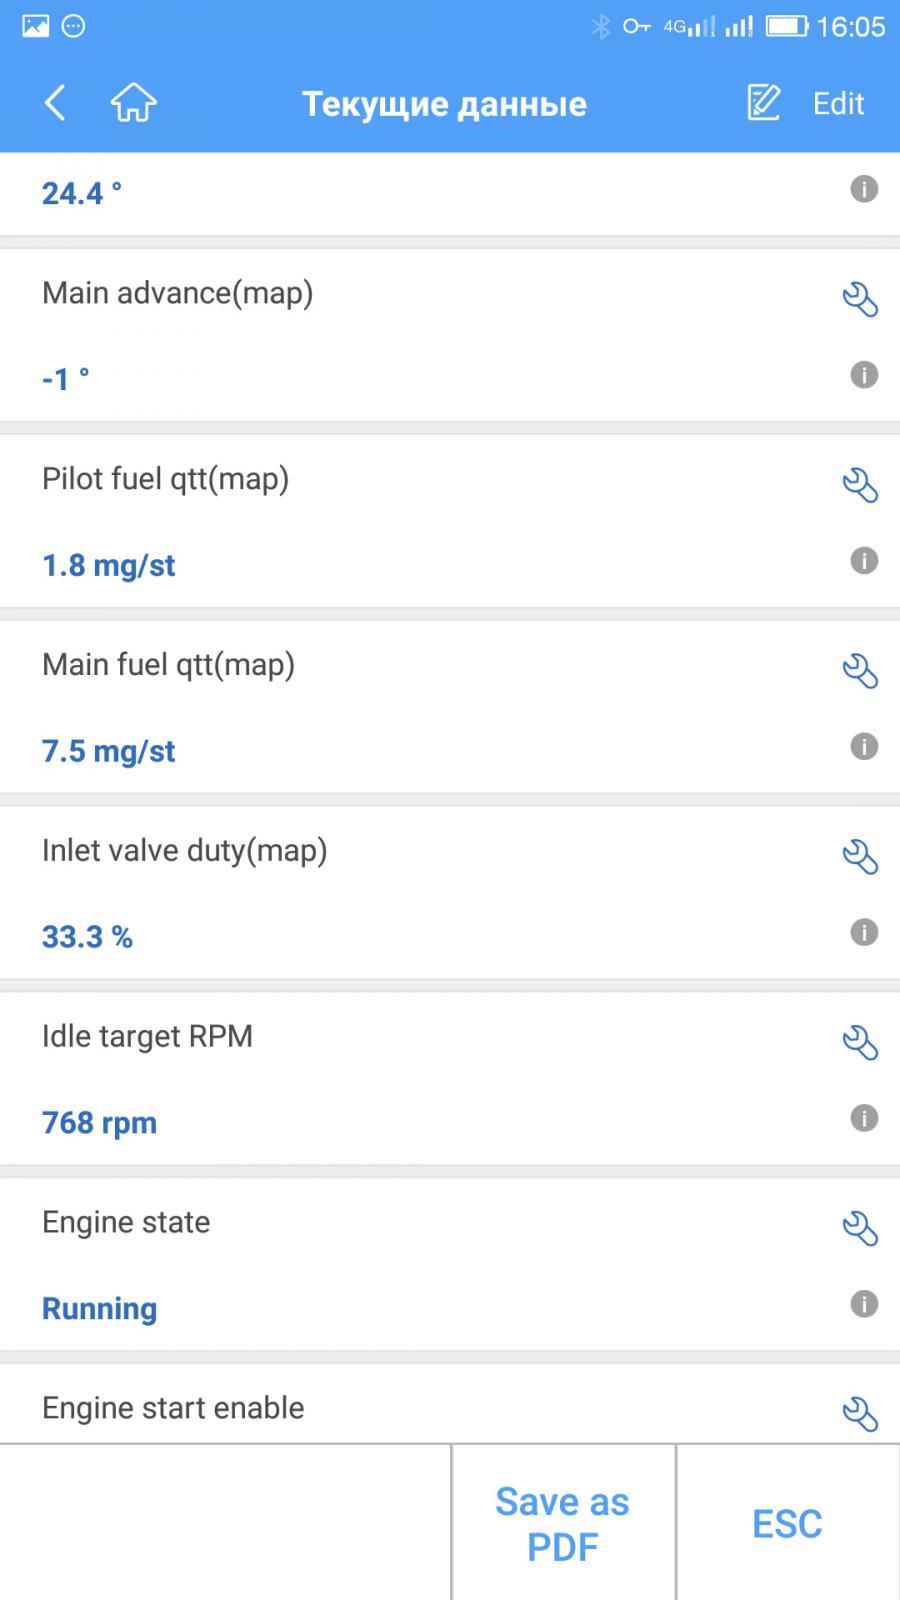 4G 16:05
Текущие данные Edit
24.4 °
Main advance(map)
-1 °
Pilot fuel qtt(map)
1.8 mg/st
Main fuel qtt(map)
7.5 mg/st
Inlet valve duty(map)
33.3 %
Idle target RPM
768 rpm
Engine state
Running
Engine start enable
Save as
PDF
ESC